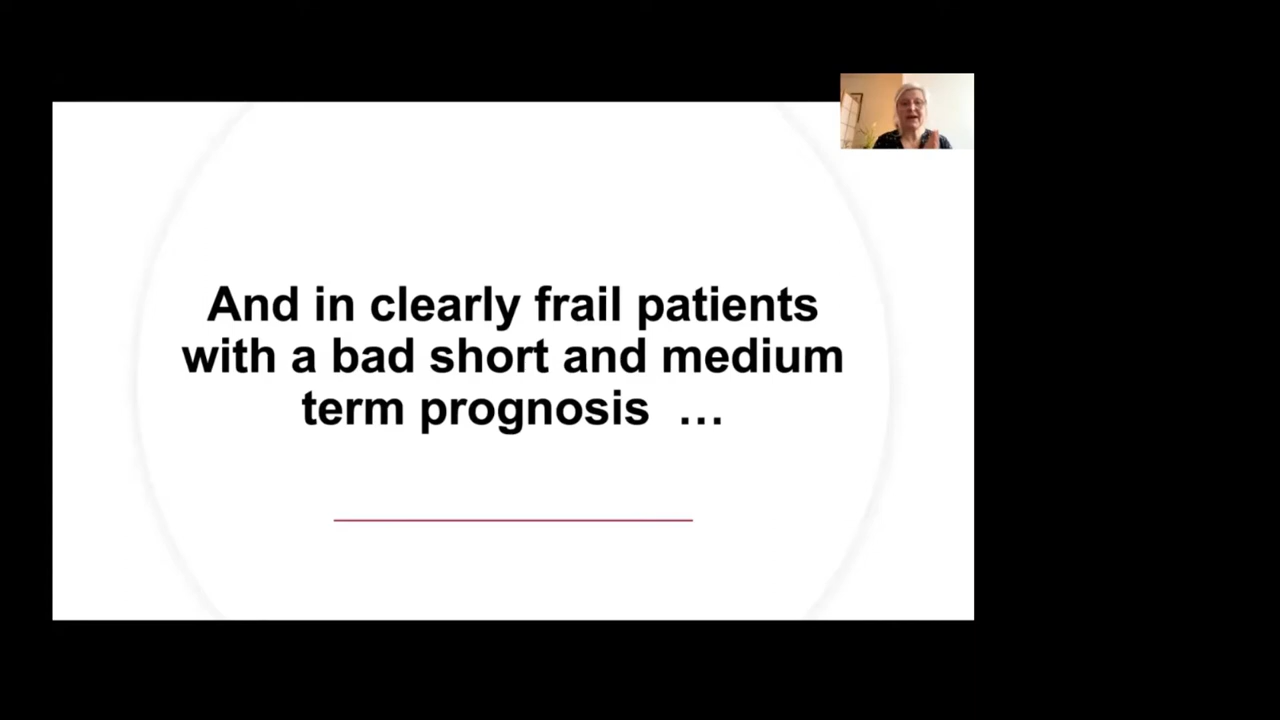 And in clearly frail patients
with a bad short and medium
term prognosis  …